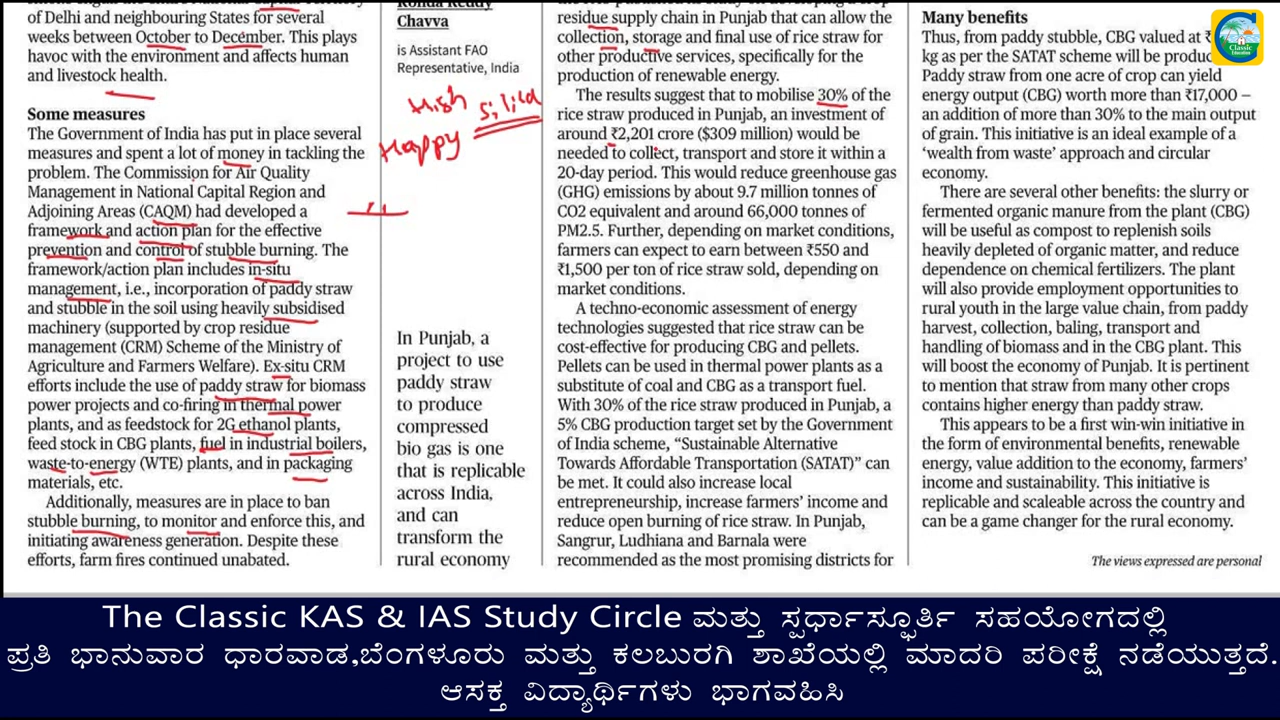 of Delhi and neighbouring States for several
weeks between October to December. This plays
havoc with the environment and affects human
and livestock health.
Some measures
The Government of India has put in place several
measures and spent a lot of money in tackling the
problem. The Commission for Air Quality
Management in National Capital Region and
Adjoining Areas (CAQM) had developed a
framework and action plan for the effective
prevention and control of stubble burning. The
framework/action plan includes in-situ
management, i.e., incorporation of paddy straw
and stubble in the soil using heavily subsidised
machinery (supported by crop residue
management (CRM) Scheme of the Ministry of
Agriculture and Farmers Welfare). Ex-situ CRM
efforts include the use of paddy straw for biomass
power projects and co-firing in thermal power
plants, and as feedstock for 2G ethanol plants,
feed stock in CBG plants, fuel in industrial boilers,
waste-to-energy (WTE) plants, and in packaging
materials, etc.
Additionally, measures are in place to ban
stubble burning, to monitor and enforce this, and
initiating awareness generation. Despite these
efforts, farm fires continued unabated.
Ronda Reddy
Chavva
is Assistant FAO
Representative, India
High Silica
Happy
In Punjab, a
project to use
paddy straw
to produce
compressed
bio gas is one
that is replicable
across India,
and can
transform the
rural economy
residue supply chain in Punjab that can allow the
collection, storage and final use of rice straw for
other productive services, specifically for the
production of renewable energy.
The results suggest that to mobilise 30% of the
rice straw produced in Punjab, an investment of
around ₹2,201 crore ($309 million) would be
needed to collect, transport and store it within a
20-day period. This would reduce greenhouse gas
(GHG) emissions by about 9.7 million tonnes of
CO2 equivalent and around 66,000 tonnes of
PM2.5. Further, depending on market conditions,
farmers can expect to earn between ₹550 and
₹1,500 per ton of rice straw sold, depending on
market conditions.
A techno-economic assessment of energy
technologies suggested that rice straw can be
cost-effective for producing CBG and pellets.
Pellets can be used in thermal power plants as a
substitute of coal and CBG as a transport fuel.
With 30% of the rice straw produced in Punjab, a
5% CBG production target set by the Government
of India scheme, “Sustainable Alternative
Towards Affordable Transportation (SATAT)” can
be met. It could also increase local
entrepreneurship, increase farmers’ income and
reduce open burning of rice straw. In Punjab,
Sangrur, Ludhiana and Barnala were
recommended as the most promising districts for
Many benefits
Thus, from paddy stubble, CBG valued at ₹
kg as per the SATAT scheme will be
Paddy straw from one acre of crop can yield
energy output (CBG) worth more than ₹17,000 –
an addition of more than 30% to the main output
of grain. This initiative is an ideal example of a
‘wealth from waste’ approach and circular
economy.
There are several other benefits: the slurry or
fermented organic manure from the plant (CBG)
will be useful as compost to replenish soils
heavily depleted of organic matter, and reduce
dependence on chemical fertilizers. The plant
will also provide employment opportunities to
rural youth in the large value chain, from paddy
harvest, collection, baling, transport and
handling of biomass and in the CBG plant. This
will boost the economy of Punjab. It is pertinent
to mention that straw from many other crops
contains higher energy than paddy straw.
This appears to be a first win-win initiative in
the form of environmental benefits, renewable
energy, value addition to the economy, farmers’
income and sustainability. This initiative is
replicable and scaleable across the country and
can be a game changer for the rural economy.
The views expressed are personal
Classic
Education
The Classic KAS & IAS Study Circle ಮತ್ತು ಸ್ಪರ್ಧಾಸ್ಫೂರ್ತಿ ಸಹಯೋಗದಲ್ಲಿ
ಪ್ರತಿ ಭಾನುವಾರ ಧಾರವಾಡ,ಬೆಂಗಳೂರು ಮತ್ತು ಕಲಬುರಗಿ ಶಾಖೆಯಲ್ಲಿ ಮಾದರಿ ಪರೀಕ್ಷೆ ನಡೆಯುತ್ತದೆ.
ಆಸಕ್ತ ವಿದ್ಯಾರ್ಥಿಗಳು ಭಾಗವಹಿಸಿ